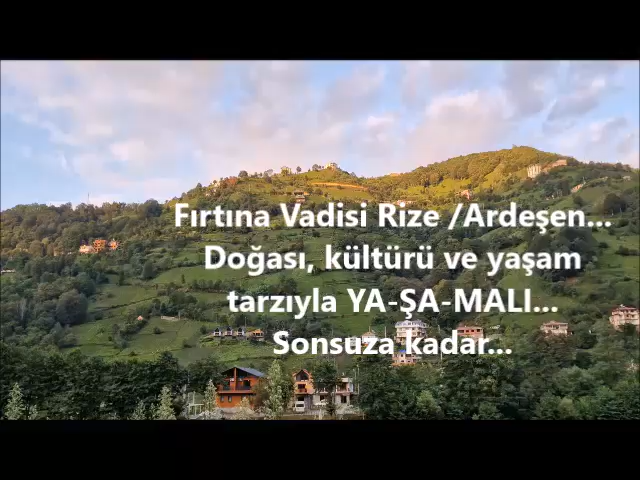 Fırtına Vadisi Rize /Ardeşen...
Doğası, kültürü ve yaşam
tarzıyla YA-ŞA-MALI...
Sonsuza kadar...